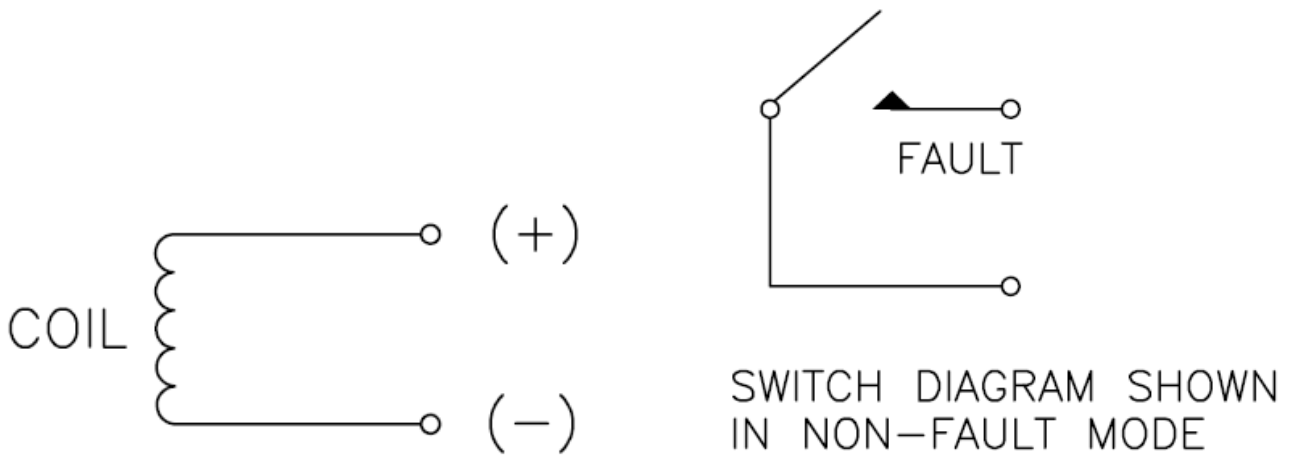 FAULT
(+)
COIL
(-)
SWITCH DIAGRAM SHOWN
IN NON-FAULT MODE